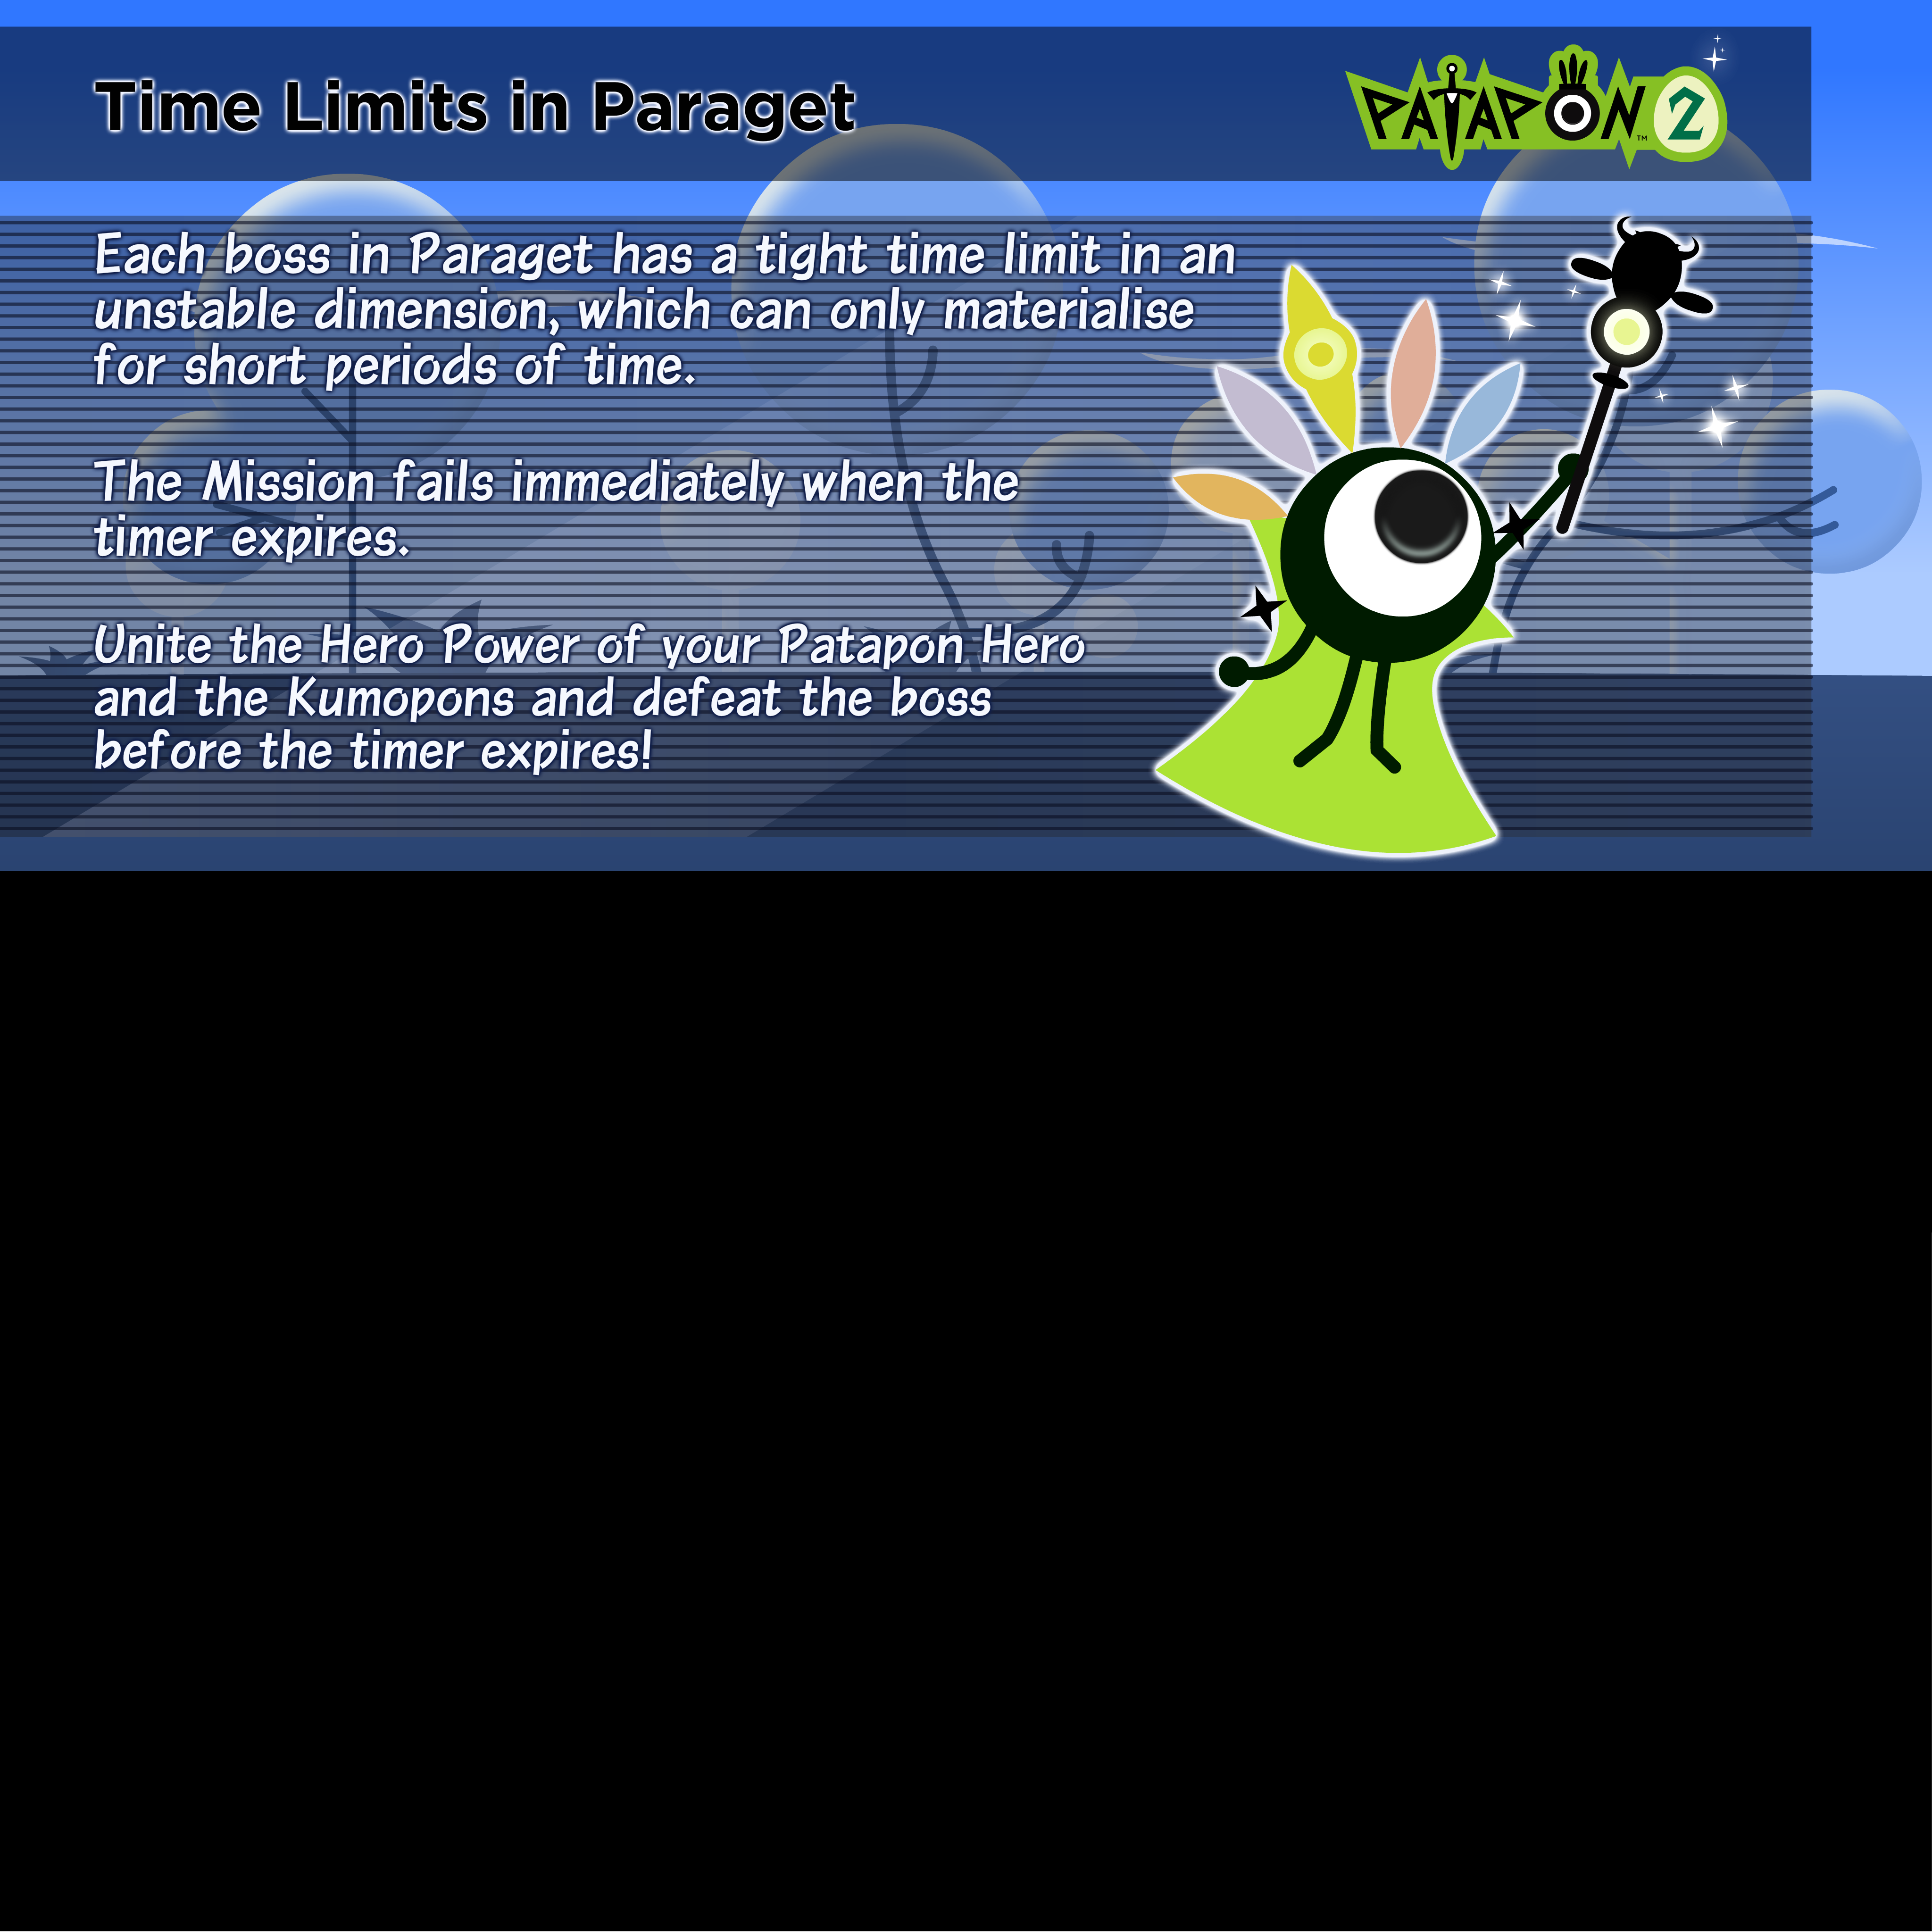 Time Limits in Paraget
PATAPON™ 2
Each boss in Paraget has a tight time limit in an
unstable dimension, which can only materialise
for short periods of time.
The Mission fails immediately when the
timer expires.
Unite the Hero Power of your Patapon Hero
and the Kumopons and defeat the boss
before the timer expires!